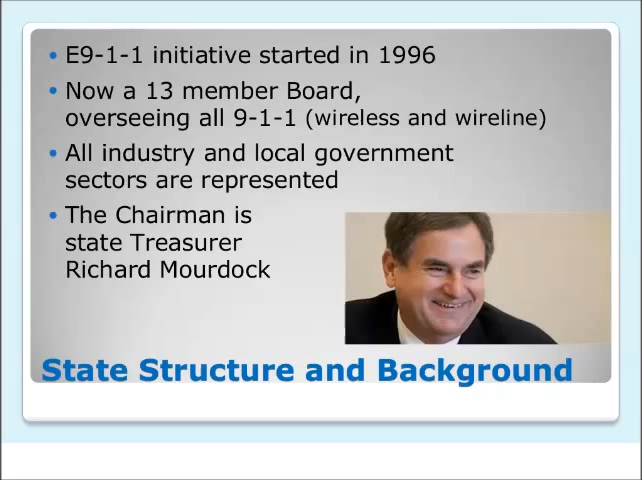 E9-1-1 initiative started in 1996
Now a 13 member Board,
overseeing all 9-1-1 (wireless and wireline)
All industry and local government
sectors are represented
The Chairman is
state Treasurer
Richard Mourdock
State Structure and Background